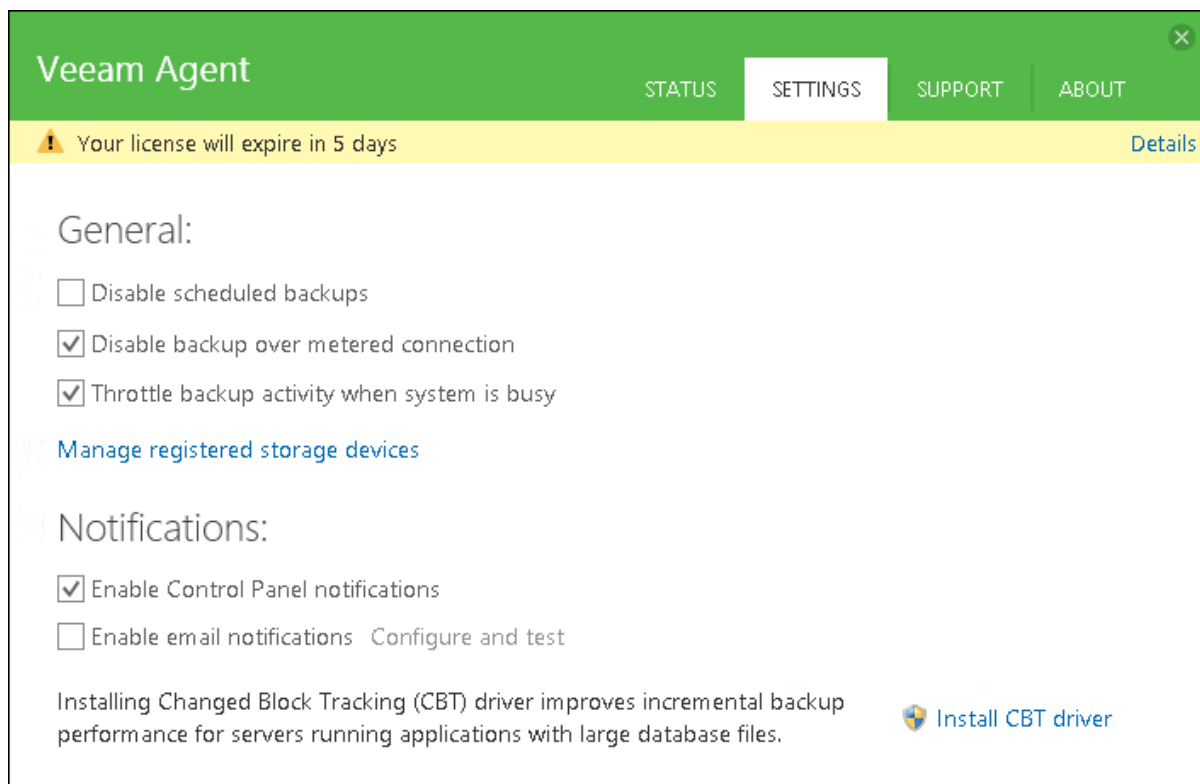 Veeam Agent
STATUS SETTINGS SUPPORT ABOUT
Your license will expire in 5 days Details
General:
Disable scheduled backups
Disable backup over metered connection
Throttle backup activity when system is busy
Manage registered storage devices
Notifications:
Enable Control Panel notifications
Enable email notifications Configure and test
Installing Changed Block Tracking (CBT) driver improves incremental backup
performance for servers running applications with large database files.
Install CBT driver